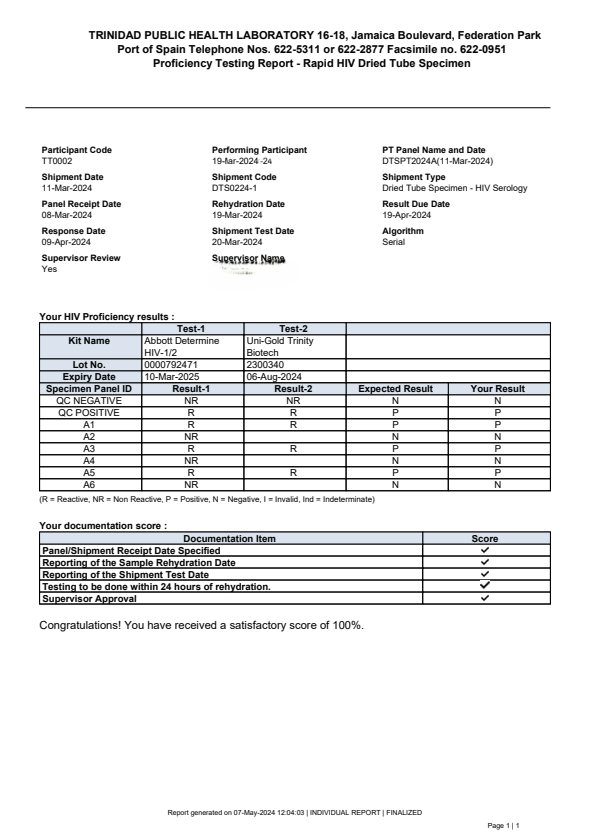 TRINIDAD PUBLIC HEALTH LABORATORY 16-18, Jamaica Boulevard, Federation Park
Port of Spain Telephone Nos. 622-5311 or 622-2877 Facsimile no. 622-0951
Proficiency Testing Report - Rapid HIV Dried Tube Specimen
Participant Code Performing Participant PT Panel Name and Date
TT0002 19-Mar-2024-24 DTSPT2024A(11-Mar-2024)
Shipment Date Shipment Code Shipment Type
11-Mar-2024 DTS0224-1 Dried Tube Specimen - HIV Serology
Panel Receipt Date Rehydration Date Result Due Date
08-Mar-2024 19-Mar-2024 19-Apr-2024
Response Date Shipment Test Date Algorithm
09-Apr-2024 20-Mar-2024 Serial
Supervisor Review Supervisor Name
Yes
Your HIV Proficiency results :
Test-1 Test-2
Kit Name Abbott Determine HIV-1/2 Uni-Gold Trinity Biotech
Lot No. 0000792471 2300340
Expiry Date 10-Mar-2025 06-Aug-2024
Specimen Panel ID Result-1 Result-2 Expected Result Your Result
QC NEGATIVE NR NR N N
QC POSITIVE R R P P
A1 R R P P
A2 NR N N
A3 R R P P
A4 NR N N
A5 R R P P
A6 NR N N
(R = Reactive, NR = Non Reactive, P = Positive, N = Negative, I = Invalid, Ind = Indeterminate)
Your documentation score :
Documentation Item Score
Panel/Shipment Receipt Date Specified ✓
Reporting of the Sample Rehydration Date ✓
Reporting of the Shipment Test Date ✓
Testing to be done within 24 hours of rehydration. ✓
Supervisor Approval ✓
Congratulations! You have received a satisfactory score of 100%.
Report generated on 07-May-2024 12:04:03 | INDIVIDUAL REPORT | FINALIZED
Page 1 | 1